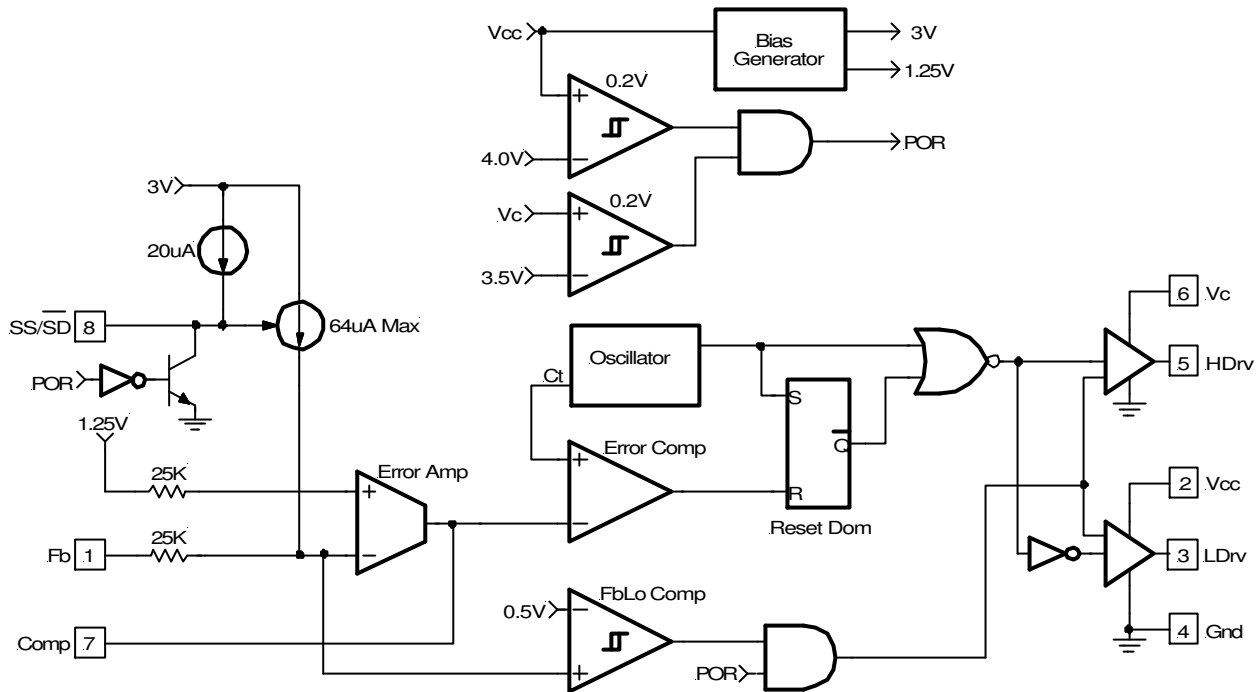 Vcc
Bias
Generator
3V
1.25V
0.2V
+
4.0V
−
POR
3V
Vc
+
0.2V
20uA
3.5V
−
6
Vc
SS/SD
8
64uA Max
Oscillator
5
HDrv
POR
Ct
S
1.25V
Error Comp
+
Q
25K
Error Amp
+
R
2
Vcc
−
Reset Dom
25K
Fb
1
−
3
LDrv
0.5V
−
FbLo Comp
4
Gnd
Comp
7
+
POR